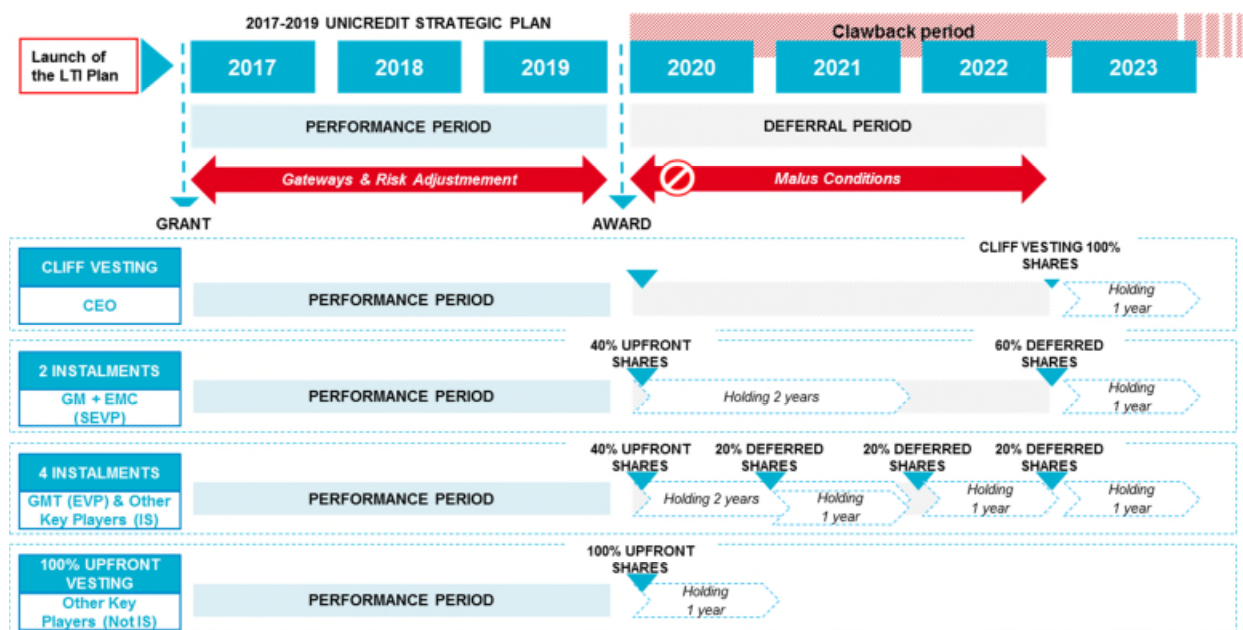 2017-2019 UNICREDIT STRATEGIC PLAN
Clawback period
Launch of
the LTI Plan
2017
2018
2019
2020
2021
2022
2023
PERFORMANCE PERIOD
DEFERRAL PERIOD
Gateways & Risk Adjustmement
Malus Conditions
GRANT
AWARD
CLIFF VESTING
CEO
PERFORMANCE PERIOD
CLIFF VESTING 100%
SHARES
Holding
1 year
2 INSTALMENTS
GM + EMC
(SEVP)
PERFORMANCE PERIOD
40% UPFRONT
SHARES
Holding 2 years
60% DEFERRED
SHARES
Holding
1 year
4 INSTALMENTS
GMT (EVP) & Other
Key Players (IS)
PERFORMANCE PERIOD
40% UPFRONT
SHARES
Holding 2 years
20% DEFERRED
SHARES
Holding
1 year
20% DEFERRED
SHARES
Holding
1 year
20% DEFERRED
SHARES
Holding
1 year
100% UPFRONT
VESTING
Other Key
Players (Not IS)
PERFORMANCE PERIOD
100% UPFRONT
SHARES
Holding
1 year